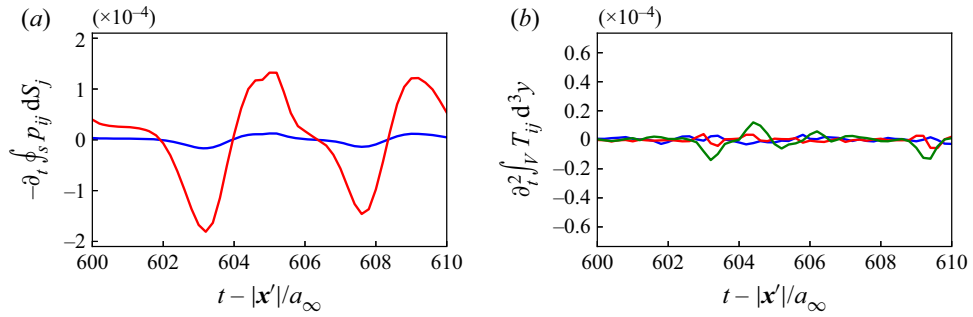 (a)
(×10⁻⁴)
2
1
0
−1
−2
−∂ₜ ∮ₛ pᵢⱼ dSⱼ
600 602 604 606 608 610
t – |x′|/a∞
(b)
(×10⁻⁴)
0.6
0.4
0.2
0
−0.2
−0.4
−0.6
∂²ₜ ∫_V Tᵢⱼ d³y
600 602 604 606 608 610
t – |x′|/a∞